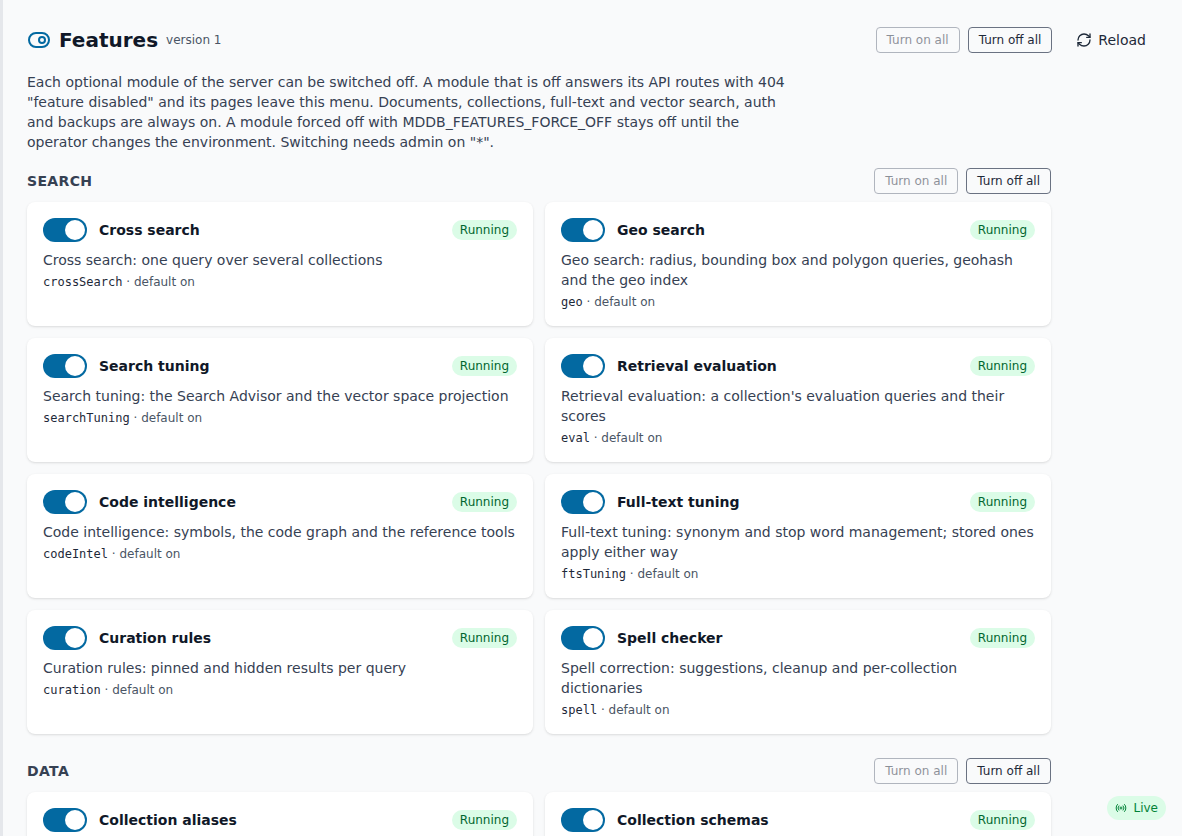 Features version 1
Turn on all
Turn off all
Reload
Each optional module of the server can be switched off. A module that is off answers its API routes with 404
"feature disabled" and its pages leave this menu. Documents, collections, full-text and vector search, auth
and backups are always on. A module forced off with MDDB_FEATURES_FORCE_OFF stays off until the
operator changes the environment. Switching needs admin on "*".
SEARCH
Turn on all
Turn off all
Cross search
Running
Cross search: one query over several collections
crossSearch · default on
Geo search
Running
Geo search: radius, bounding box and polygon queries, geohash
and the geo index
geo · default on
Search tuning
Running
Search tuning: the Search Advisor and the vector space projection
searchTuning · default on
Retrieval evaluation
Running
Retrieval evaluation: a collection's evaluation queries and their
scores
eval · default on
Code intelligence
Running
Code intelligence: symbols, the code graph and the reference tools
codeIntel · default on
Full-text tuning
Running
Full-text tuning: synonym and stop word management; stored ones
apply either way
ftsTuning · default on
Curation rules
Running
Curation rules: pinned and hidden results per query
curation · default on
Spell checker
Running
Spell correction: suggestions, cleanup and per-collection
dictionaries
spell · default on
DATA
Turn on all
Turn off all
Collection aliases
Running
Collection schemas
Running
Live